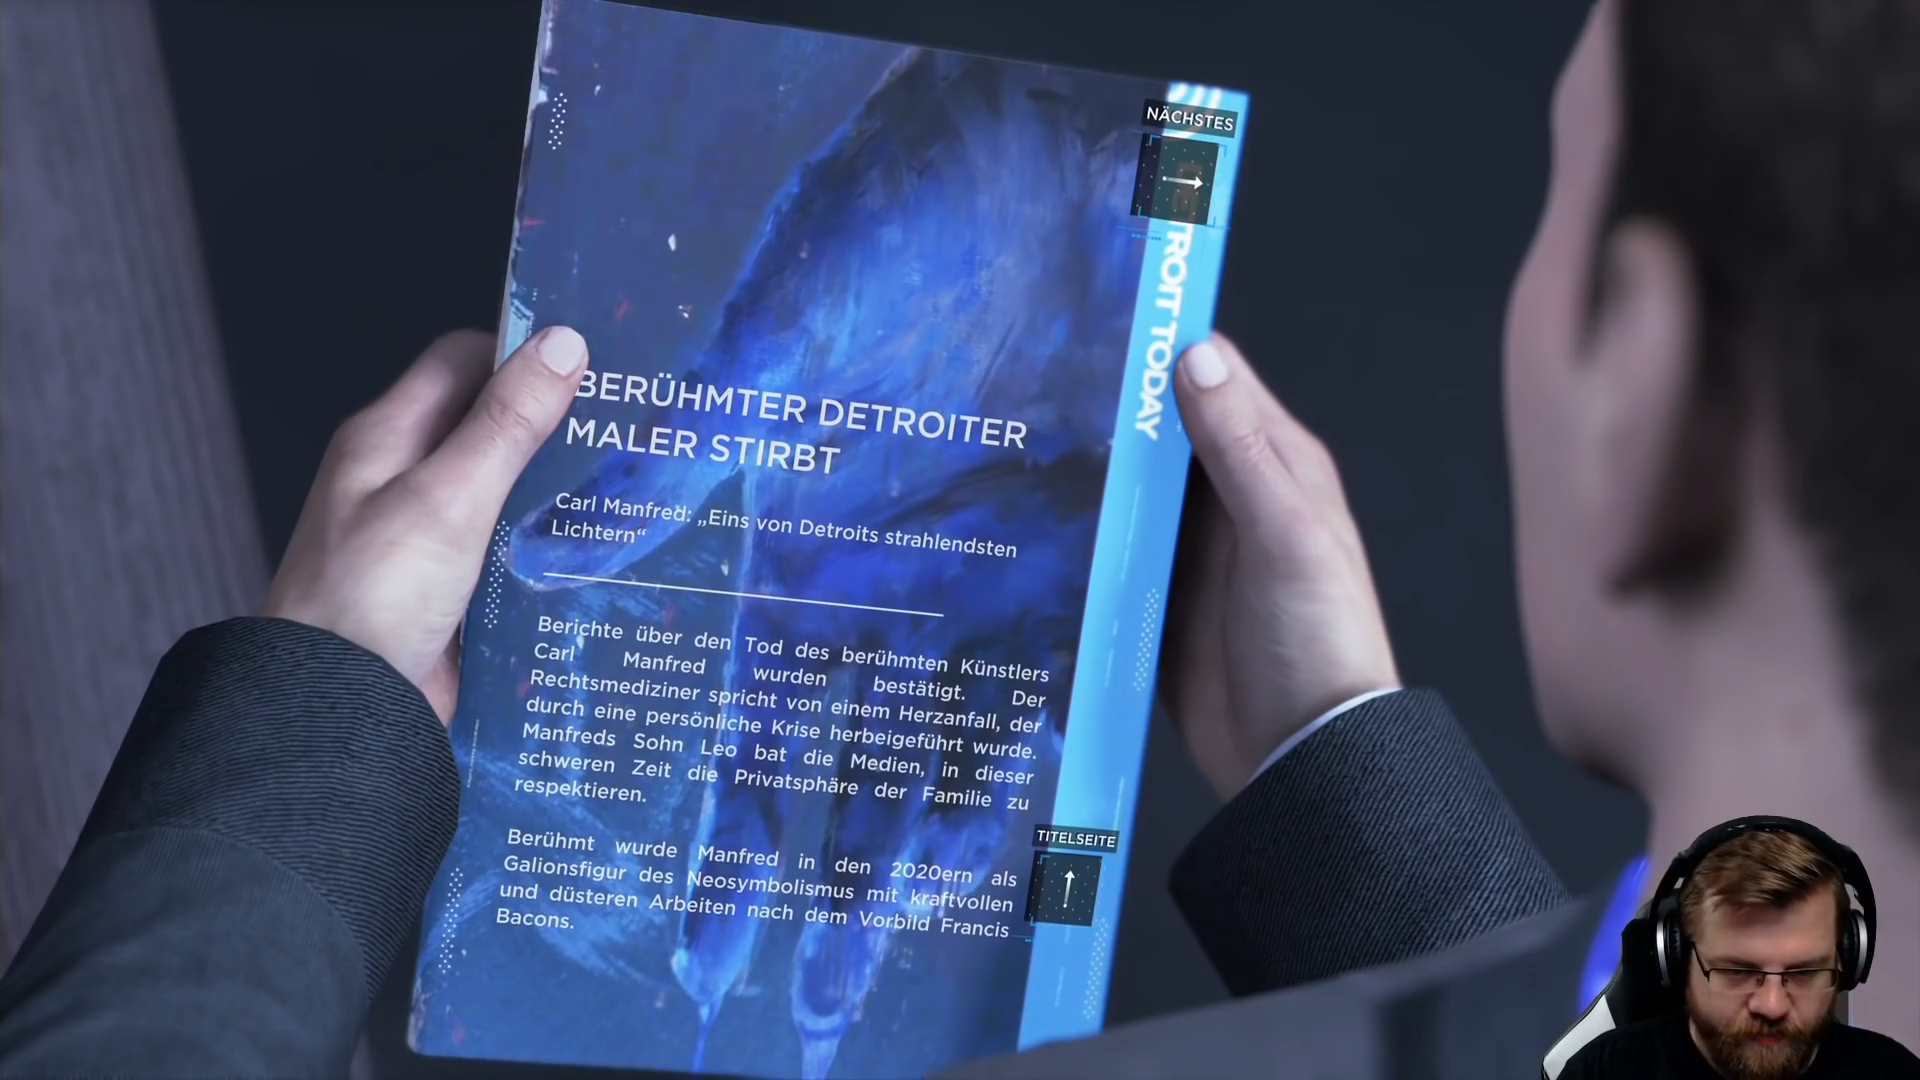 NÄCHSTES
TROIT TODAY
BERÜHMTER DETROITER
MALER STIRBT
Carl Manfred: „Eins von Detroits strahlendsten
Lichtern“
Berichte über den Tod des berühmten Künstlers
Carl Manfred wurden bestätigt. Der
Rechtsmediziner spricht von einem Herzanfall, der
durch eine persönliche Krise herbeigeführt wurde.
Manfreds Sohn Leo bat die Medien, in dieser
schweren Zeit die Privatsphäre der Familie zu
respektieren.
Berühmt wurde Manfred in den 2020ern als
Galionsfigur des Neosymbolismus mit kraftvollen
und düsteren Arbeiten nach dem Vorbild Francis
Bacons.
TITELSEITE